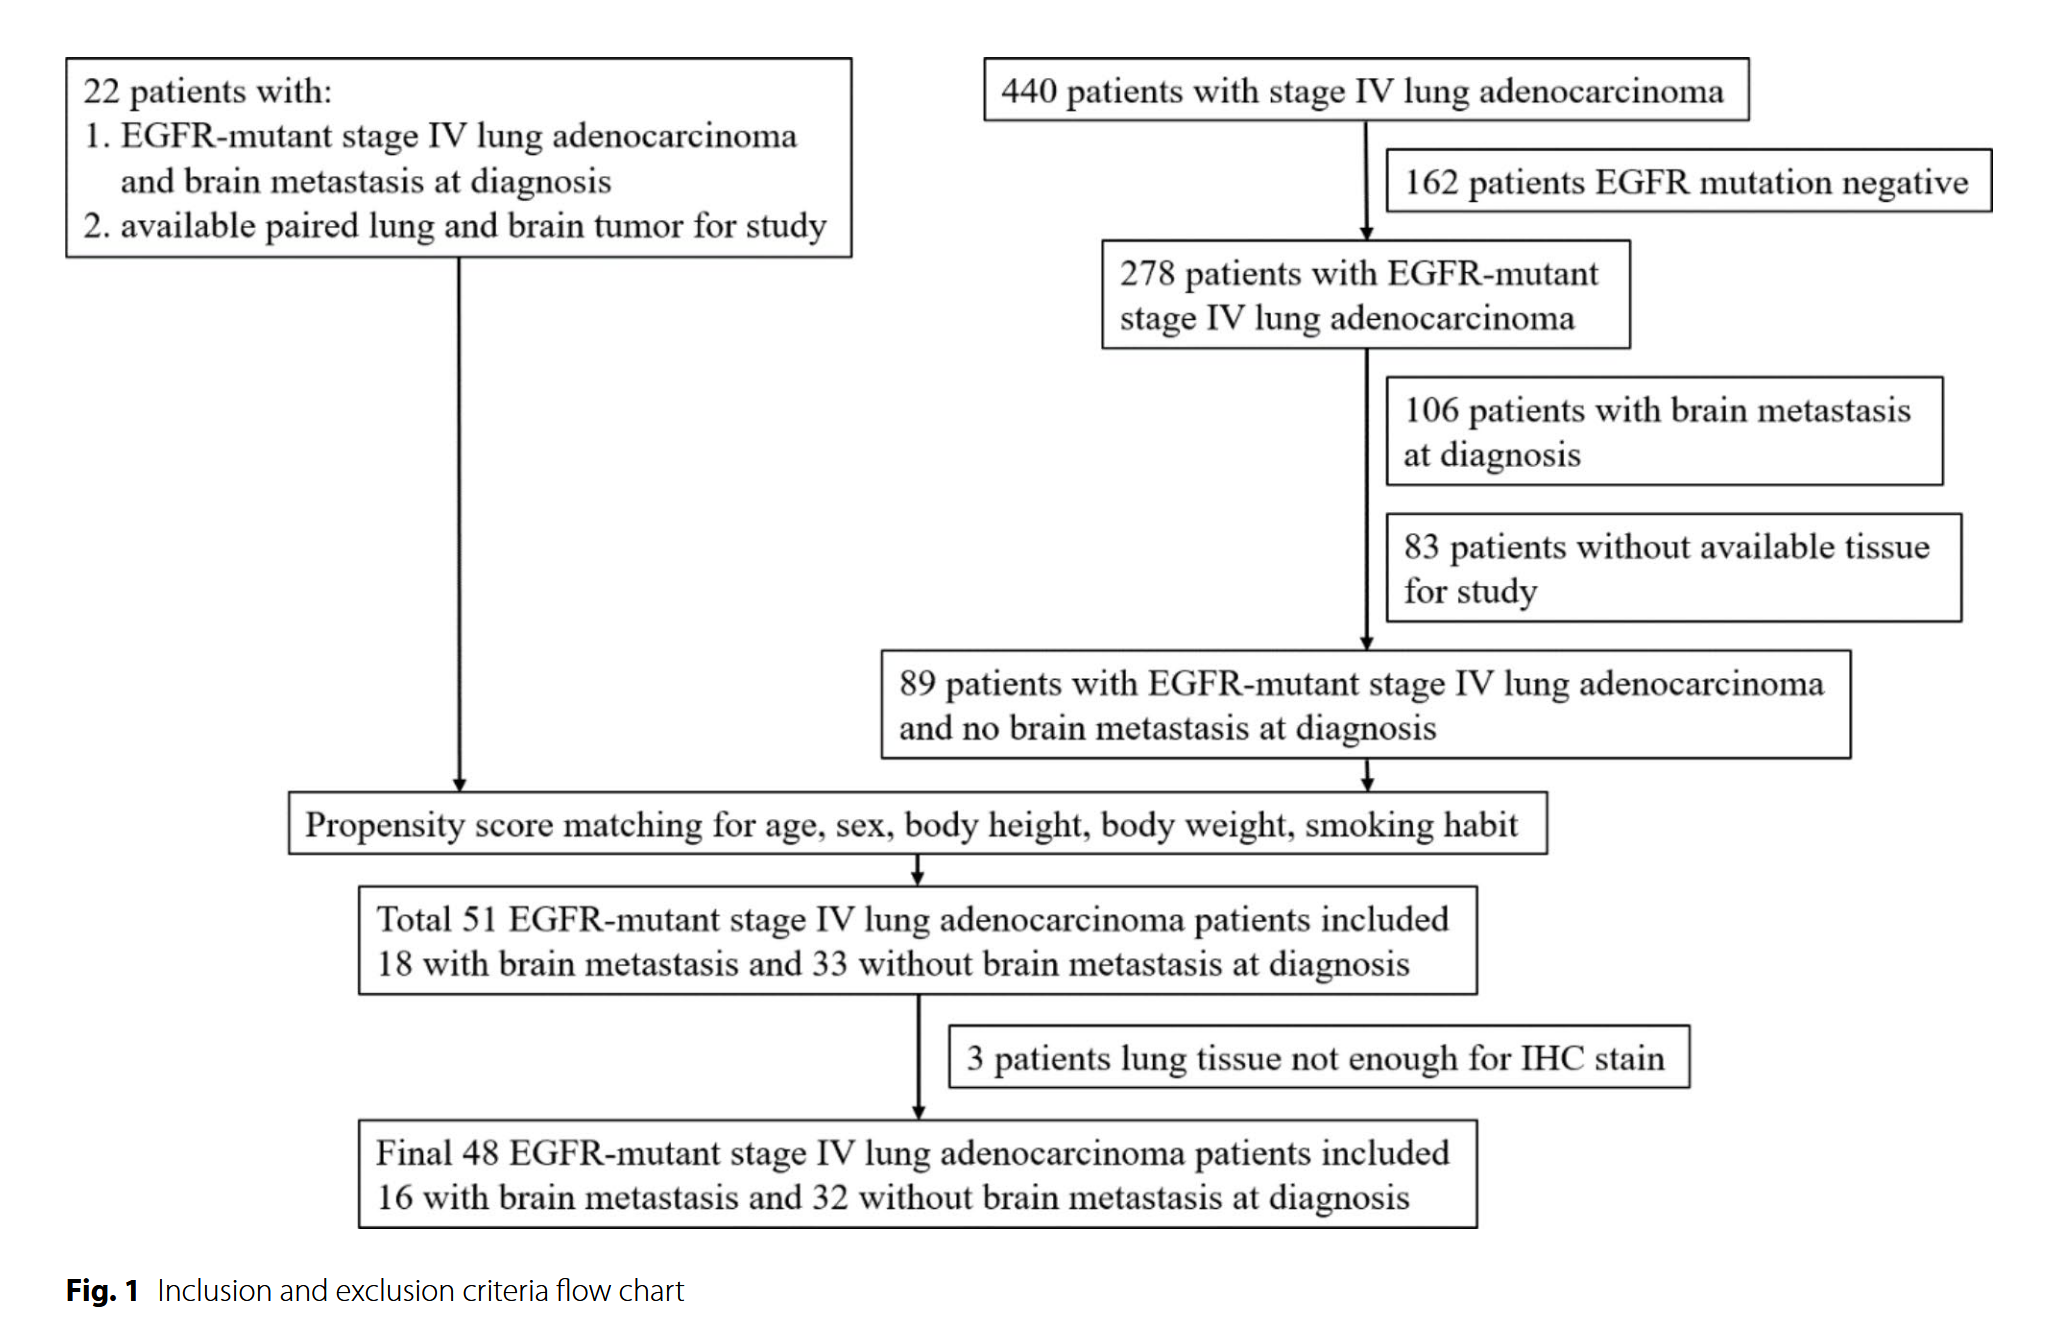 22 patients with:
1. EGFR-mutant stage IV lung adenocarcinoma
and brain metastasis at diagnosis
2. available paired lung and brain tumor for study
440 patients with stage IV lung adenocarcinoma
162 patients EGFR mutation negative
278 patients with EGFR-mutant
stage IV lung adenocarcinoma
106 patients with brain metastasis
at diagnosis
83 patients without available tissue
for study
89 patients with EGFR-mutant stage IV lung adenocarcinoma
and no brain metastasis at diagnosis
Propensity score matching for age, sex, body height, body weight, smoking habit
Total 51 EGFR-mutant stage IV lung adenocarcinoma patients included
18 with brain metastasis and 33 without brain metastasis at diagnosis
3 patients lung tissue not enough for IHC stain
Final 48 EGFR-mutant stage IV lung adenocarcinoma patients included
16 with brain metastasis and 32 without brain metastasis at diagnosis
Fig. 1 Inclusion and exclusion criteria flow chart